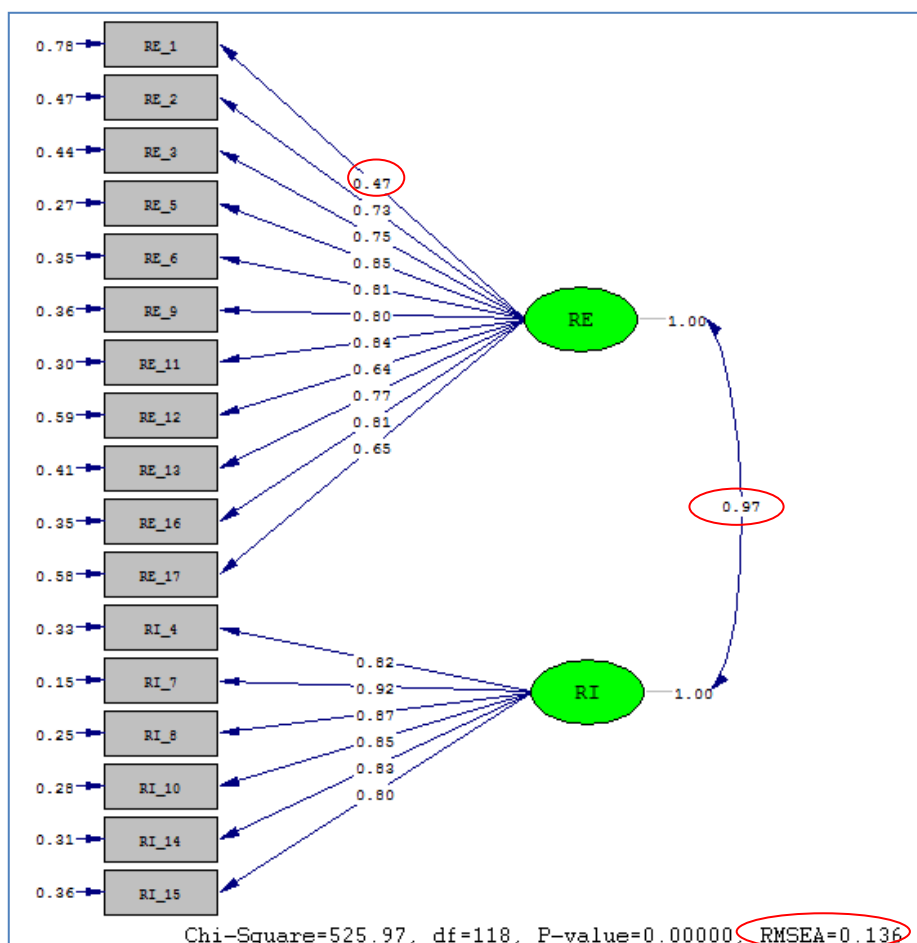 0.78 RE_1
0.47 RE_2
0.44 RE_3
0.27 RE_5
0.35 RE_6
0.36 RE_9
0.30 RE_11
0.59 RE_12
0.41 RE_13
0.35 RE_16
0.58 RE_17
0.33 RI_4
0.15 RI_7
0.25 RI_8
0.28 RI_10
0.31 RI_14
0.36 RI_15
0.47
0.73
0.75
0.85
0.81
0.80
0.84
0.64
0.77
0.81
0.65
0.82
0.92
0.87
0.85
0.83
0.80
RE 1.00
0.97
RI 1.00
Chi-Square=525.97, df=118, P-value=0.00000, RMSEA=0.136